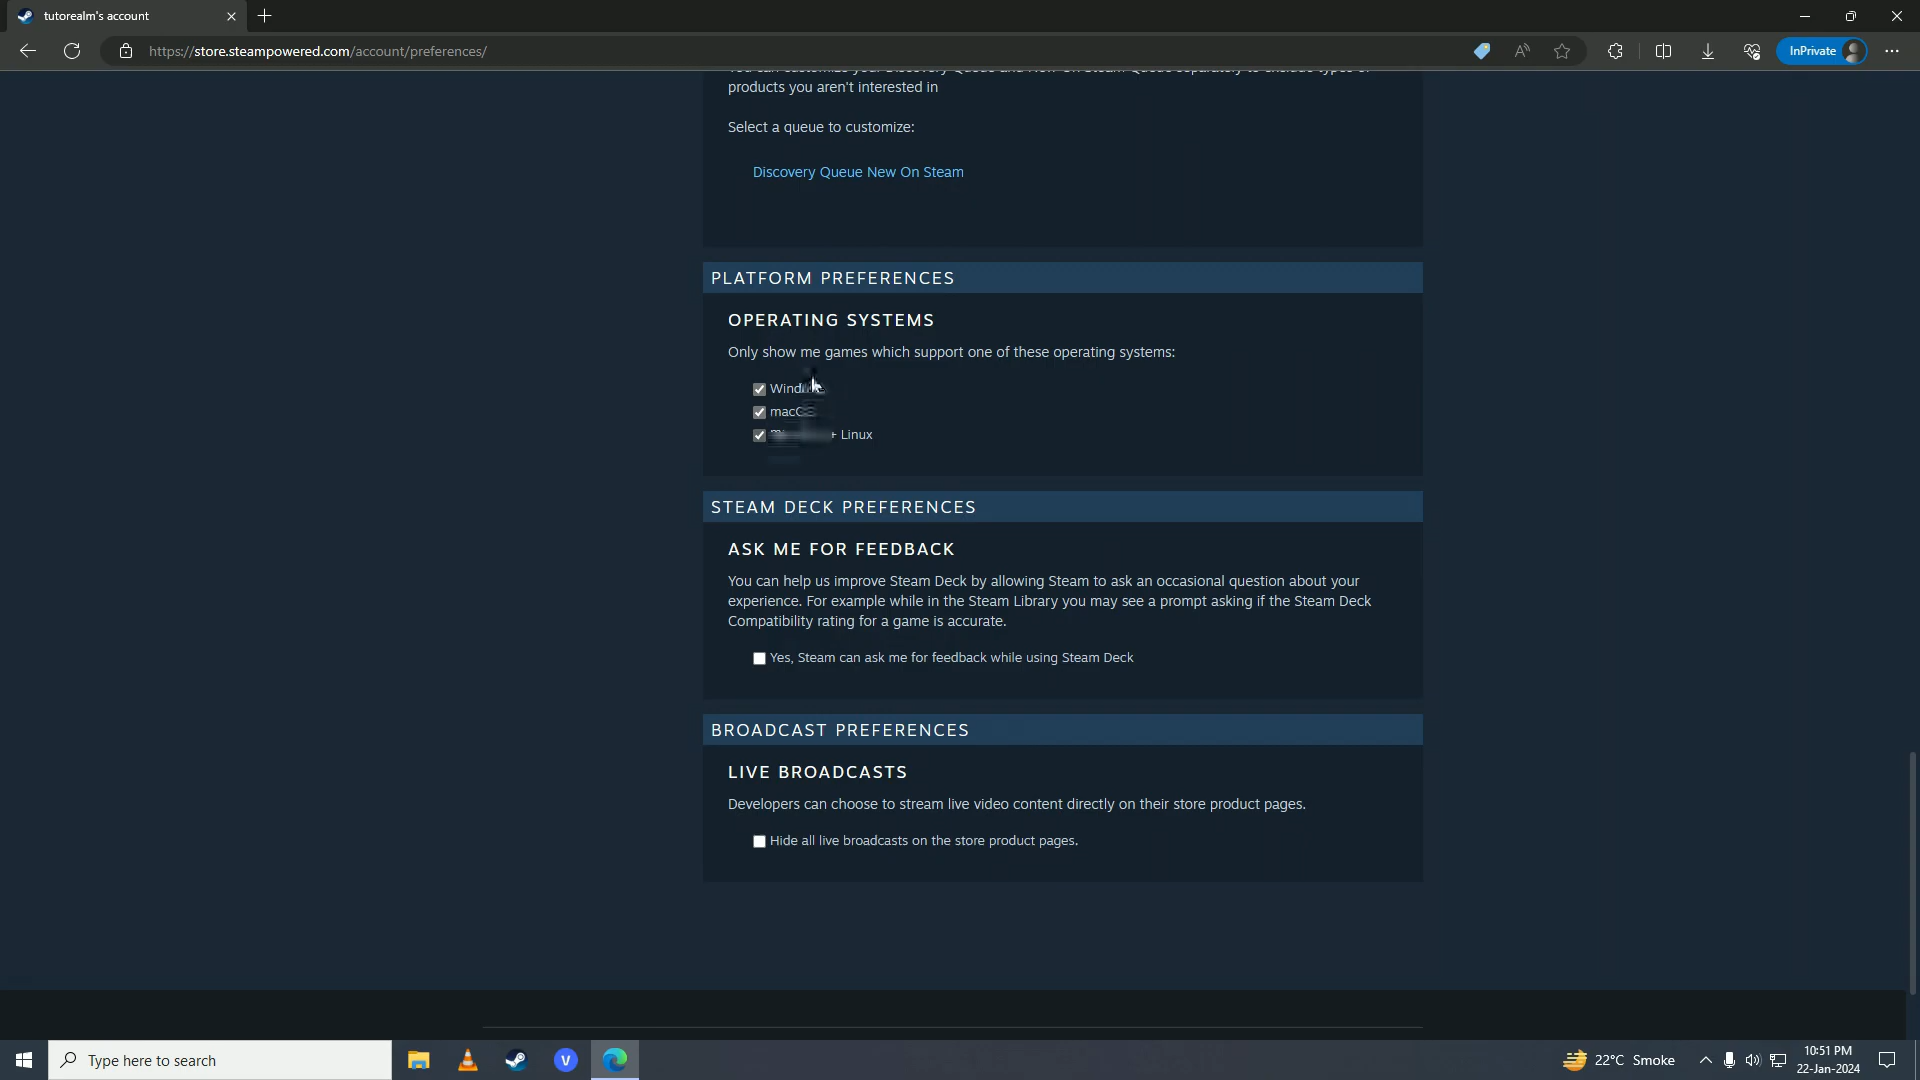 tutorealm's account
https://store.steampowered.com/account/preferences/
InPrivate
products you aren't interested in
Select a queue to customize:
Discovery Queue New On Steam
PLATFORM PREFERENCES
OPERATING SYSTEMS
Only show me games which support one of these operating systems:
+ Linux
STEAM DECK PREFERENCES
ASK ME FOR FEEDBACK
You can help us improve Steam Deck by allowing Steam to ask an occasional question about your
experience. For example while in the Steam Library you may see a prompt asking if the Steam Deck
Compatibility rating for a game is accurate.
Yes, Steam can ask me for feedback while using Steam Deck
BROADCAST PREFERENCES
LIVE BROADCASTS
Developers can choose to stream live video content directly on their store product pages.
Hide all live broadcasts on the store product pages.
Type here to search
22°C Smoke
10:51 PM
22-Jan-2024